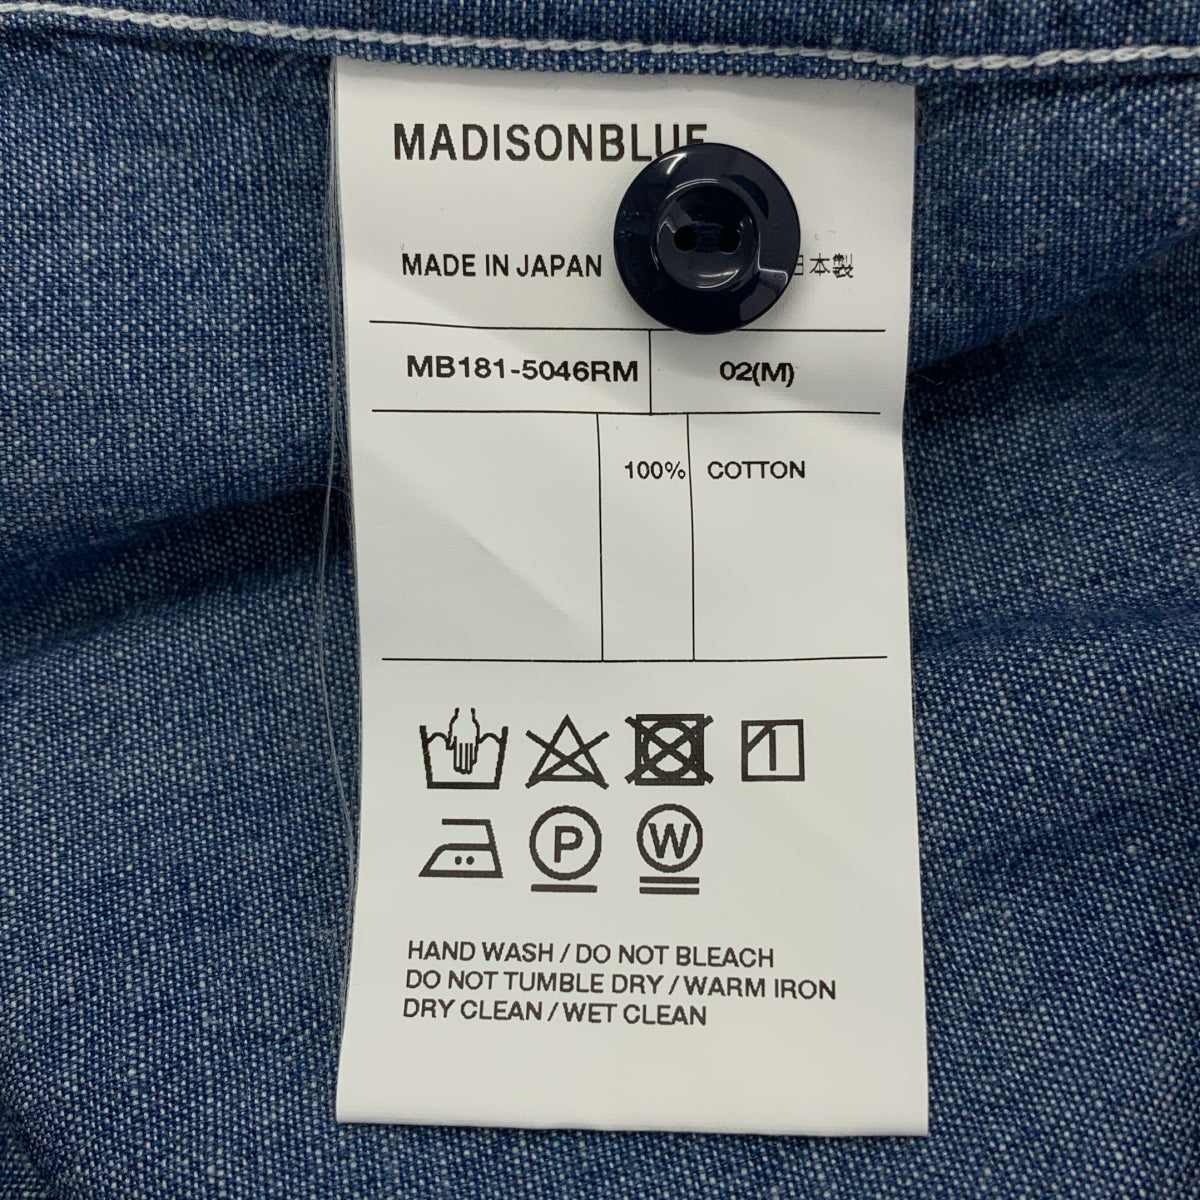 MADISONBLUE
MADE IN JAPAN 日本製
MB181-5046RM 02(M)
100% COTTON
P W
HAND WASH / DO NOT BLEACH
DO NOT TUMBLE DRY / WARM IRON
DRY CLEAN / WET CLEAN